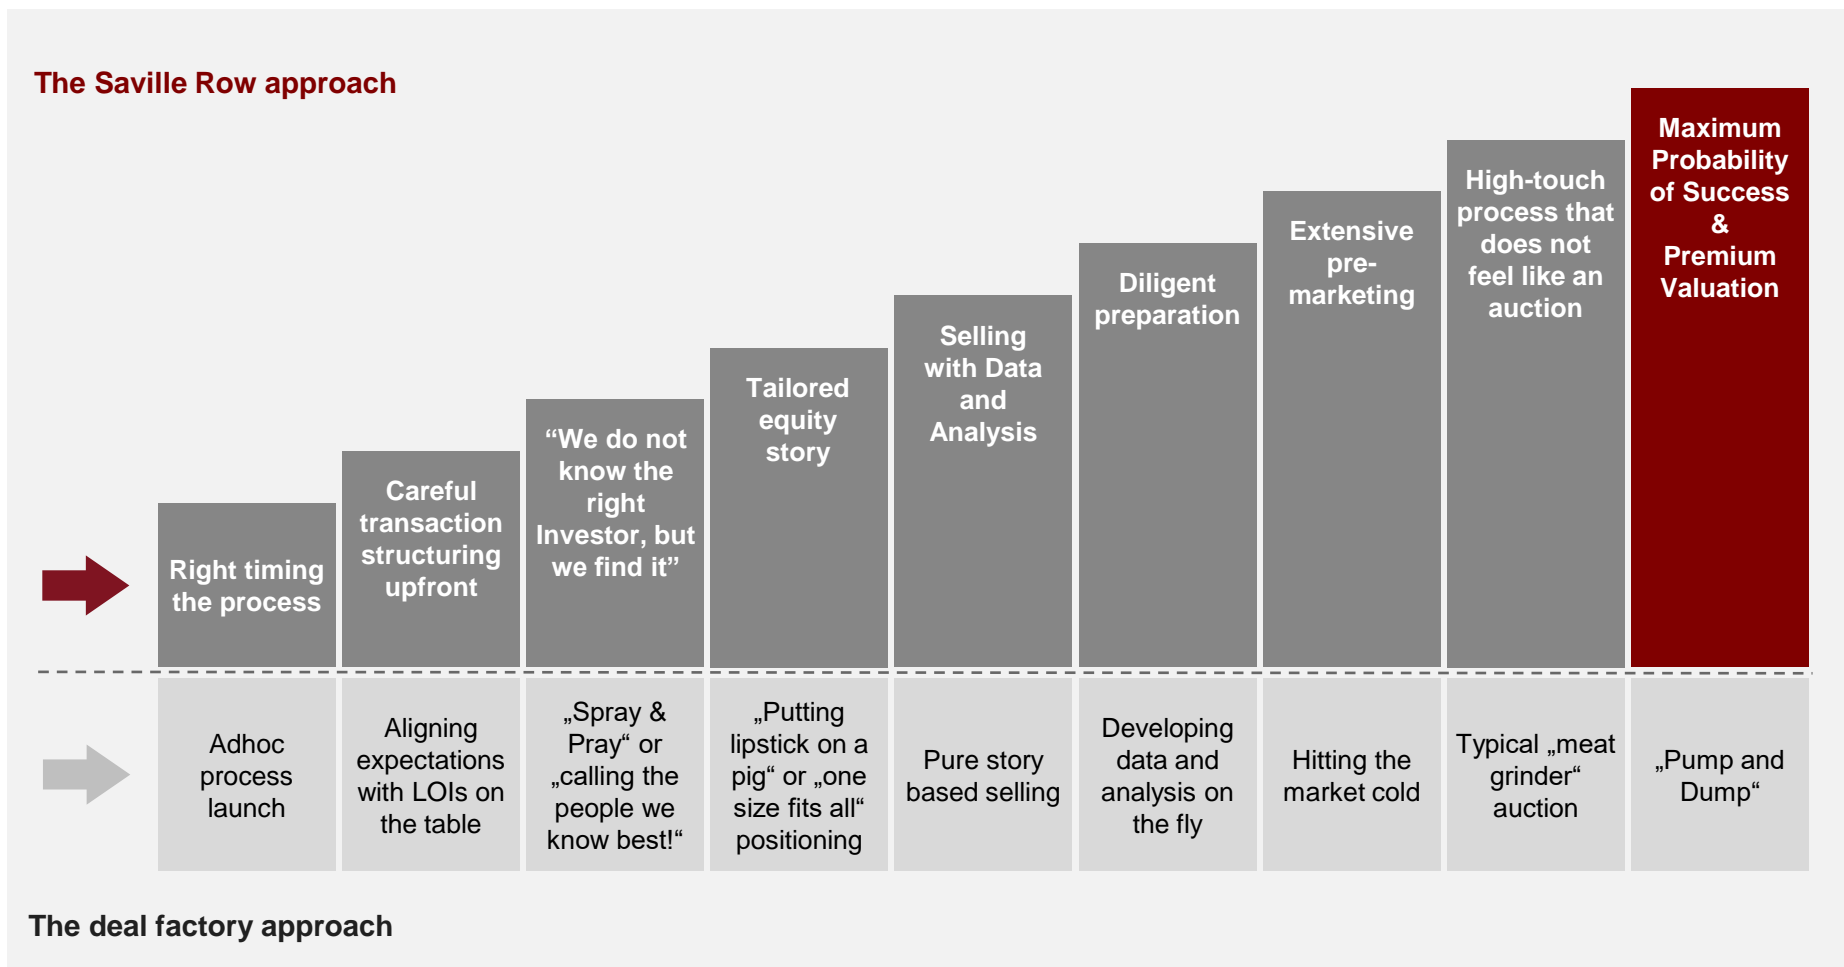 The Saville Row approach
Right timing
the process
Careful
transaction
structuring
upfront
“We do not
know the
right
Investor, but
we find it”
Tailored
equity
story
Selling
with Data
and
Analysis
Diligent
preparation
Extensive
pre-
marketing
High-touch
process that
does not
feel like an
auction
Maximum
Probability
of Success
&
Premium
Valuation
Adhoc
process
launch
Aligning
expectations
with LOIs on
the table
„Spray &
Pray“ or
„calling the
people we
know best!“
„Putting
lipstick on a
pig“ or „one
size fits all“
positioning
Pure story
based selling
Developing
data and
analysis on
the fly
Hitting the
market cold
Typical „meat
grinder“
auction
„Pump and
Dump“
The deal factory approach